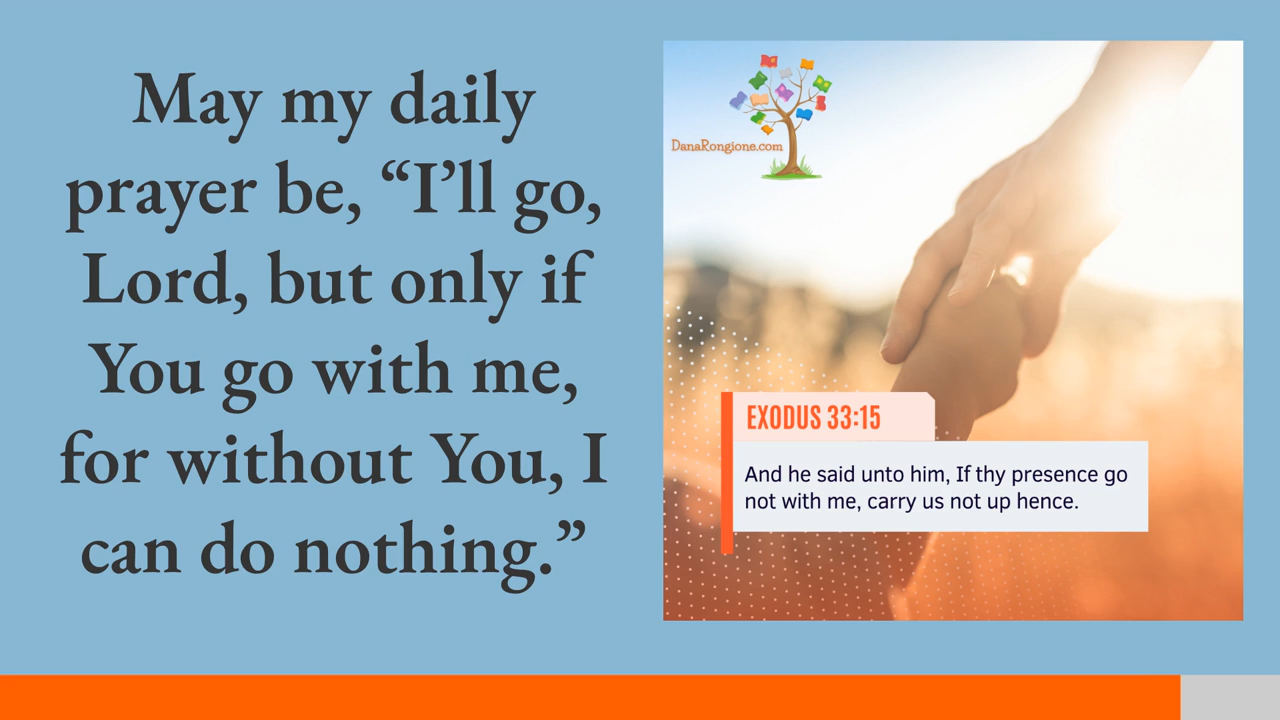 May my daily
prayer be, “I’ll go,
Lord, but only if
You go with me,
for without You, I
can do nothing.”
DanaRongione.com
EXODUS 33:15
And he said unto him, If thy presence go
not with me, carry us not up hence.